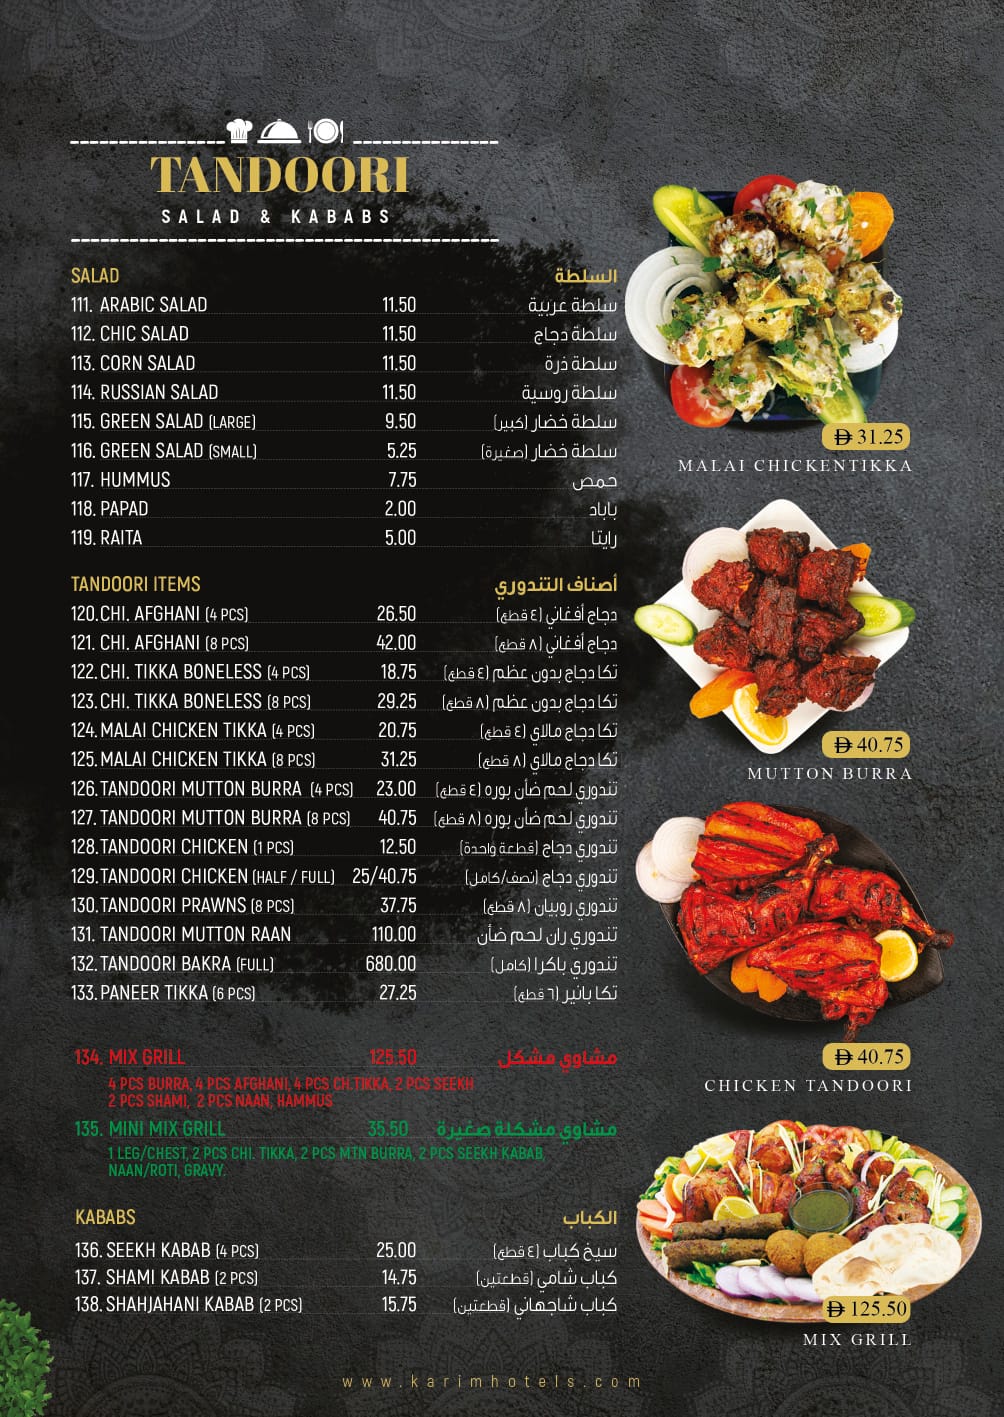 TANDOORI
SALAD & KABABS
SALAD السلطة
111. ARABIC SALAD 11.50 سلطة عربية
112. CHIC SALAD 11.50 سلطة دجاج
113. CORN SALAD 11.50 سلطة ذرة
114. RUSSIAN SALAD 11.50 سلطة روسية
115. GREEN SALAD (LARGE) 9.50 سلطة خضار (كبير)
116. GREEN SALAD (SMALL) 5.25 سلطة خضار (صغيرة)
117. HUMMUS 7.75 حمص
118. PAPAD 2.00 باباد
119. RAITA 5.00 رايتا
TANDOORI ITEMS أصناف التندوري
120. CHI. AFGHANI (4 PCS) 26.50 دجاج أفغاني (٤ قطع)
121. CHI. AFGHANI (8 PCS) 42.00 دجاج أفغاني (٨ قطع)
122. CHI. TIKKA BONELESS (4 PCS) 18.75 تكا دجاج بدون عظم (٤ قطع)
123. CHI. TIKKA BONELESS (8 PCS) 29.25 تكا دجاج بدون عظم (٨ قطع)
124. MALAI CHICKEN TIKKA (4 PCS) 20.75 تكا دجاج مالاي (٤ قطع)
125. MALAI CHICKEN TIKKA (8 PCS) 31.25 تكا دجاج مالاي (٨ قطع)
126. TANDOORI MUTTON BURRA (4 PCS) 23.00 تندوري لحم ضأن بوره (٤ قطع)
127. TANDOORI MUTTON BURRA (8 PCS) 40.75 تندوري لحم ضأن بوره (٨ قطع)
128. TANDOORI CHICKEN (1 PCS) 12.50 تندوري دجاج (قطعة واحدة)
129. TANDOORI CHICKEN (HALF / FULL) 25/40.75 تندوري دجاج (نصف/كامل)
130. TANDOORI PRAWNS (8 PCS) 37.75 تندوري روبيان (٨ قطع)
131. TANDOORI MUTTON RAAN 110.00 تندوري ران لحم ضأن
132. TANDOORI BAKRA (FULL) 680.00 تندوري باكرا (كامل)
133. PANEER TIKKA (6 PCS) 27.25 تكا بانير (٦ قطع)
134. MIX GRILL 125.50 مشاوي مشكل
4 PCS BURRA, 4 PCS AFGHANI, 4 PCS CH.TIKKA, 2 PCS SEEKH
2 PCS SHAMI, 2 PCS NAAN, HAMMUS
135. MINI MIX GRILL 35.50 مشاوي مشكلة صغيرة
1 LEG/CHEST, 2 PCS CHI. TIKKA, 2 PCS MTN BURRA, 2 PCS SEEKH KABAB,
NAAN/ROTI, GRAVY.
KABABS الكباب
136. SEEKH KABAB (4 PCS) 25.00 سيخ كباب (٤ قطع)
137. SHAMI KABAB (2 PCS) 14.75 كباب شامي (قطعتين)
138. SHAHJAHANI KABAB (2 PCS) 15.75 كباب شاجهاني (قطعتين)
31.25
MALAI CHICKENTIKKA
40.75
MUTTON BURRA
40.75
CHICKEN TANDOORI
125.50
MIX GRILL
www.karimhotels.com